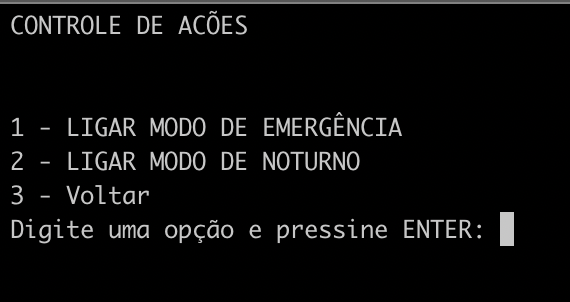 CONTROLE DE ACÕES
1 - LIGAR MODO DE EMERGÊNCIA
2 - LIGAR MODO DE NOTURNO
3 - Voltar
Digite uma opção e pressine ENTER: